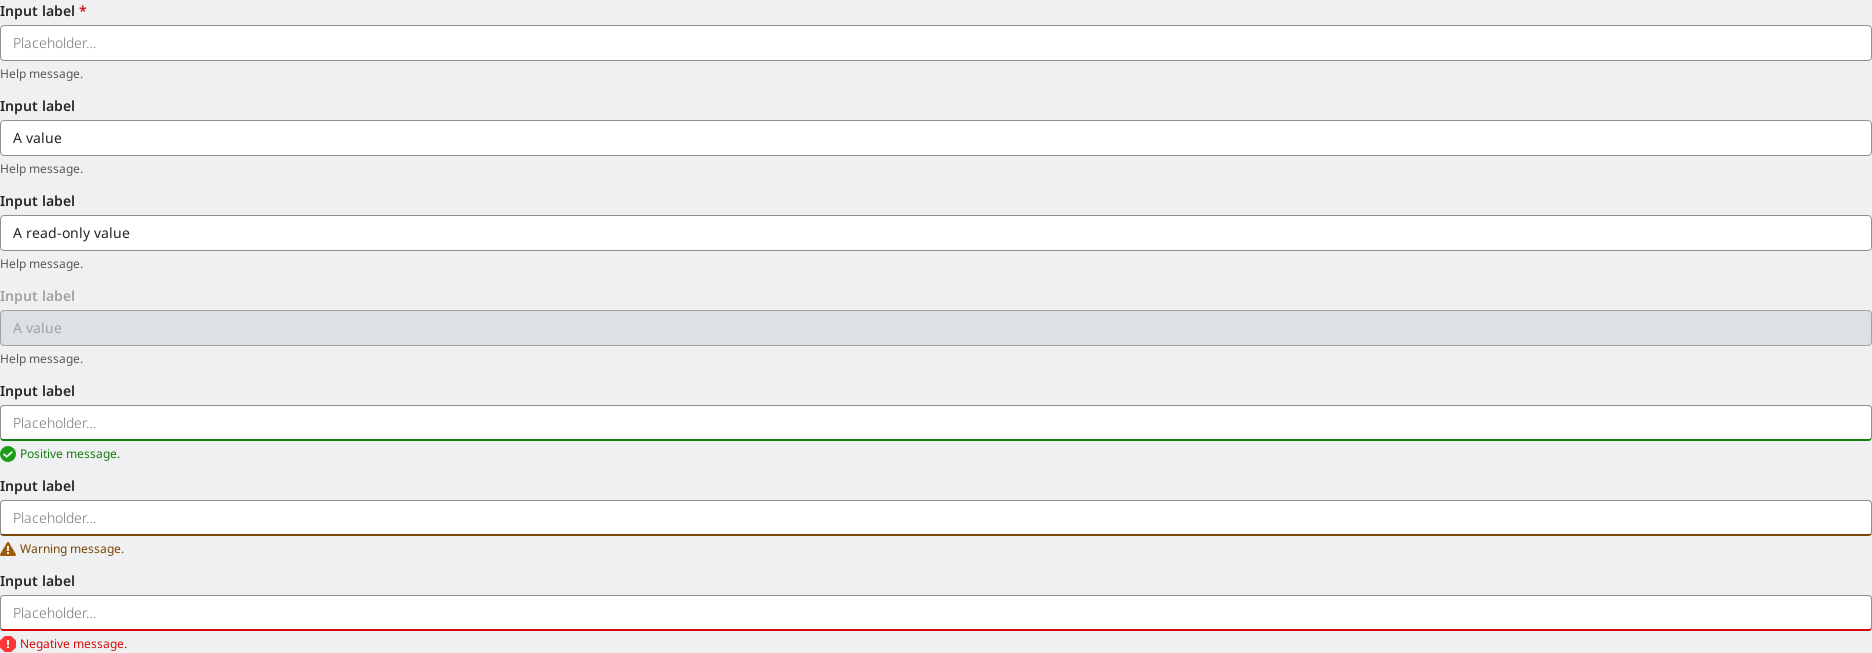 Input label *
Placeholder...
Help message.
Input label
A value
Help message.
Input label
A read-only value
Help message.
Input label
A value
Help message.
Input label
Placeholder...
Positive message.
Input label
Placeholder...
Warning message.
Input label
Placeholder...
Negative message.